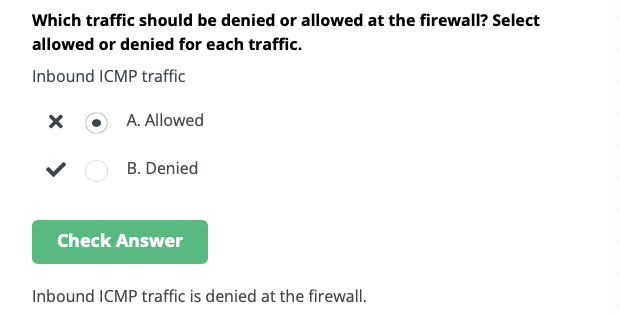 Which traffic should be denied or allowed at the firewall? Select
allowed or denied for each traffic.
Inbound ICMP traffic
A. Allowed
B. Denied
Check Answer
Inbound ICMP traffic is denied at the firewall.